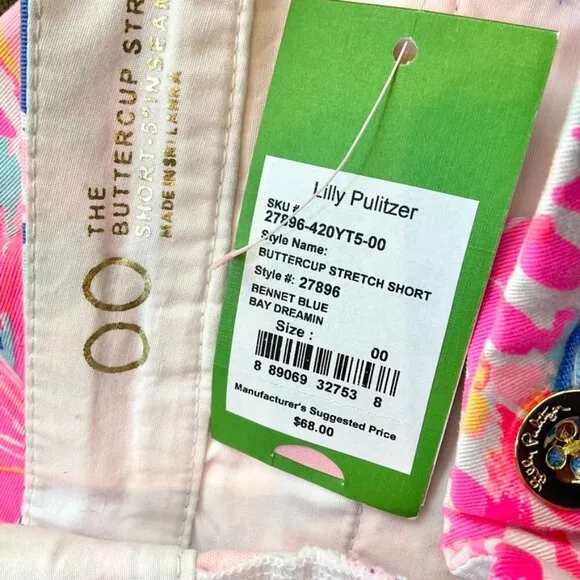 00
THE
BUTTERCUP STR
SHORT-5" INSEAM
MADE IN SRI LANKA
Lilly Pulitzer
SKU #:
27896-420YT5-00
Style Name:
BUTTERCUP STRETCH SHORT
Style #: 27896
BENNET BLUE
BAY DREAMIN
Size : 00
8 89069 32753 8
Manufacturer's Suggested Price
$68.00
Lilly Pulitzer